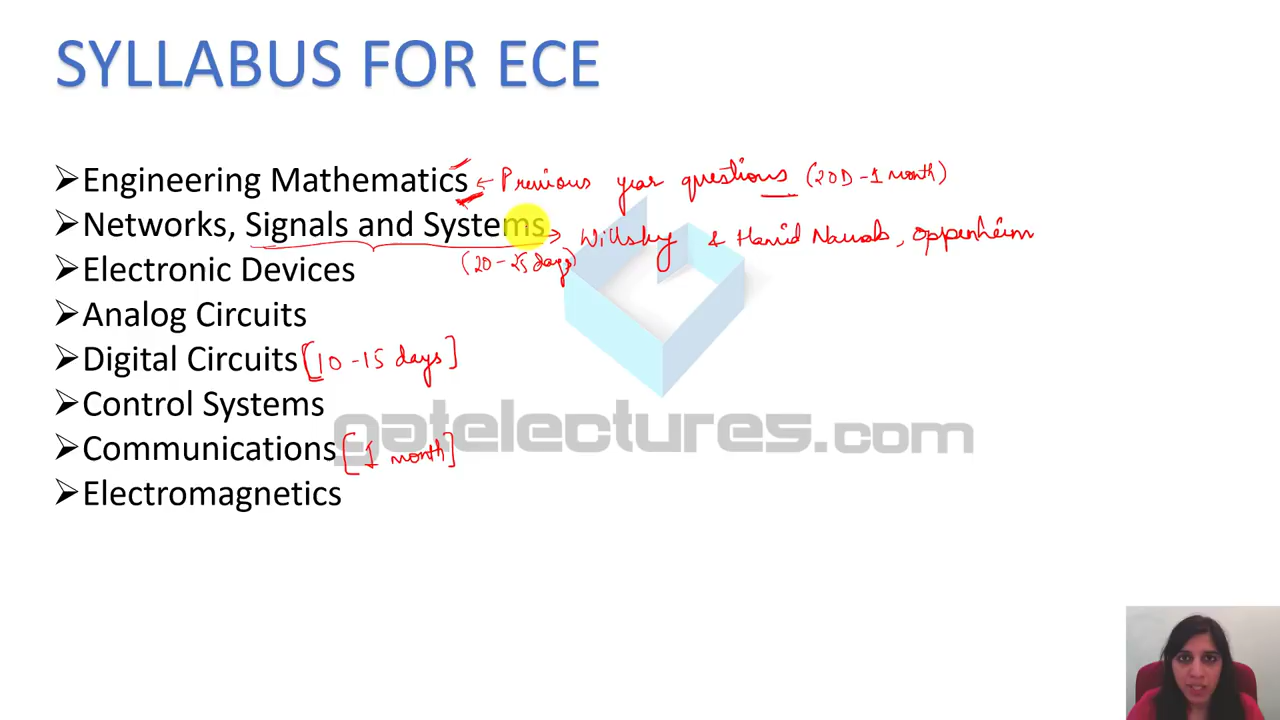 SYLLABUS FOR ECE
➢Engineering Mathematics ← Previous year questions (20D - 1 month)
➢Networks, Signals and Systems → Willsky & Hamid Nawab, Oppenheim
(20 - 25 days)
➢Electronic Devices
➢Analog Circuits
➢Digital Circuits [10 -15 days]
➢Control Systems
gatelectures.com
➢Communications [1 month]
➢Electromagnetics